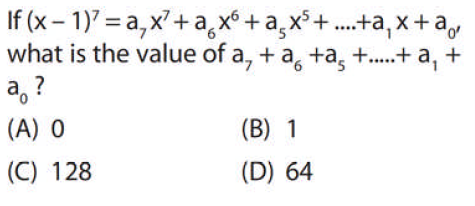 If (x – 1)⁷ = a₇x⁷ + a₆x⁶ + a₅x⁵ + ....+a₁x + a₀,
what is the value of a₇ + a₆ +a₅ +.....+ a₁ +
a₀ ?
(A) 0 (B) 1
(C) 128 (D) 64